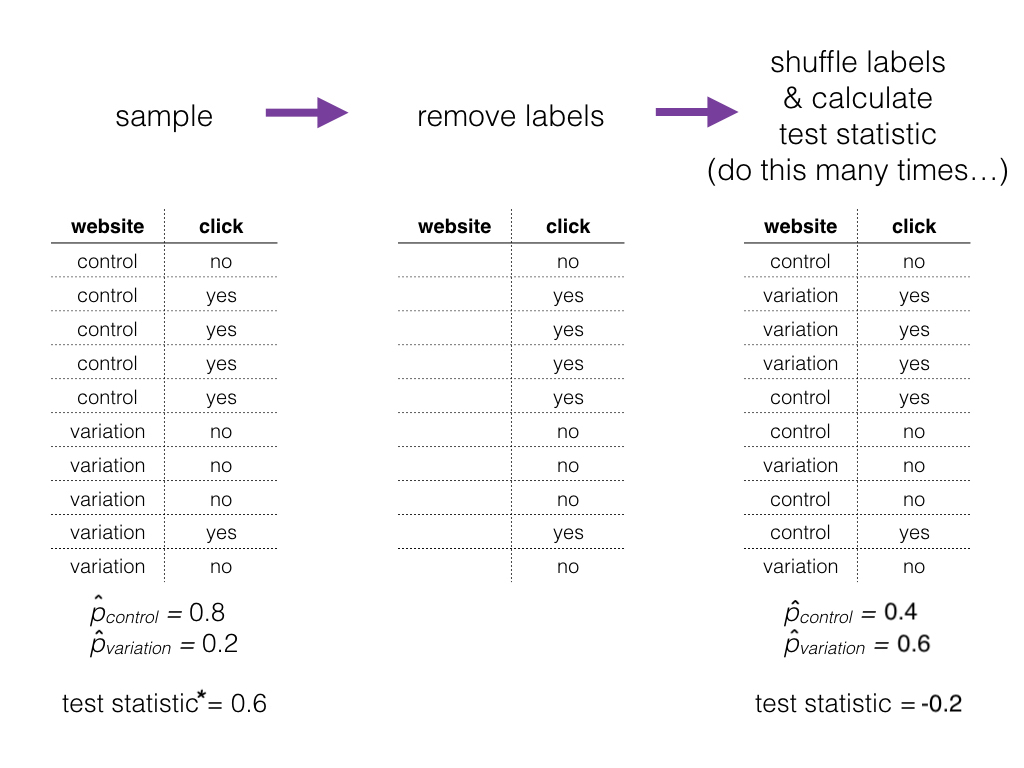 sample
remove labels
shuffle labels
& calculate
test statistic
(do this many times…)
website click
control no
control yes
control yes
control yes
control yes
variation no
variation no
variation no
variation yes
variation no
p̂control = 0.8
p̂variation = 0.2
test statistic* = 0.6
website click
no
yes
yes
yes
yes
no
no
no
yes
no
website click
control no
variation yes
variation yes
variation yes
control yes
control no
variation no
control no
control yes
variation no
p̂control = 0.4
p̂variation = 0.6
test statistic = -0.2